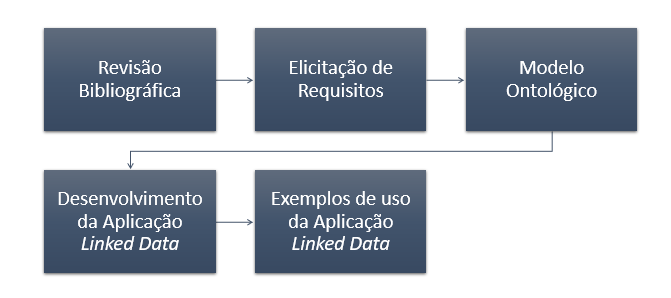 Revisão
Bibliográfica
Elicitação de
Requisitos
Modelo
Ontológico
Desenvolvimento
da Aplicação
Linked Data
Exemplos de uso
da Aplicação
Linked Data